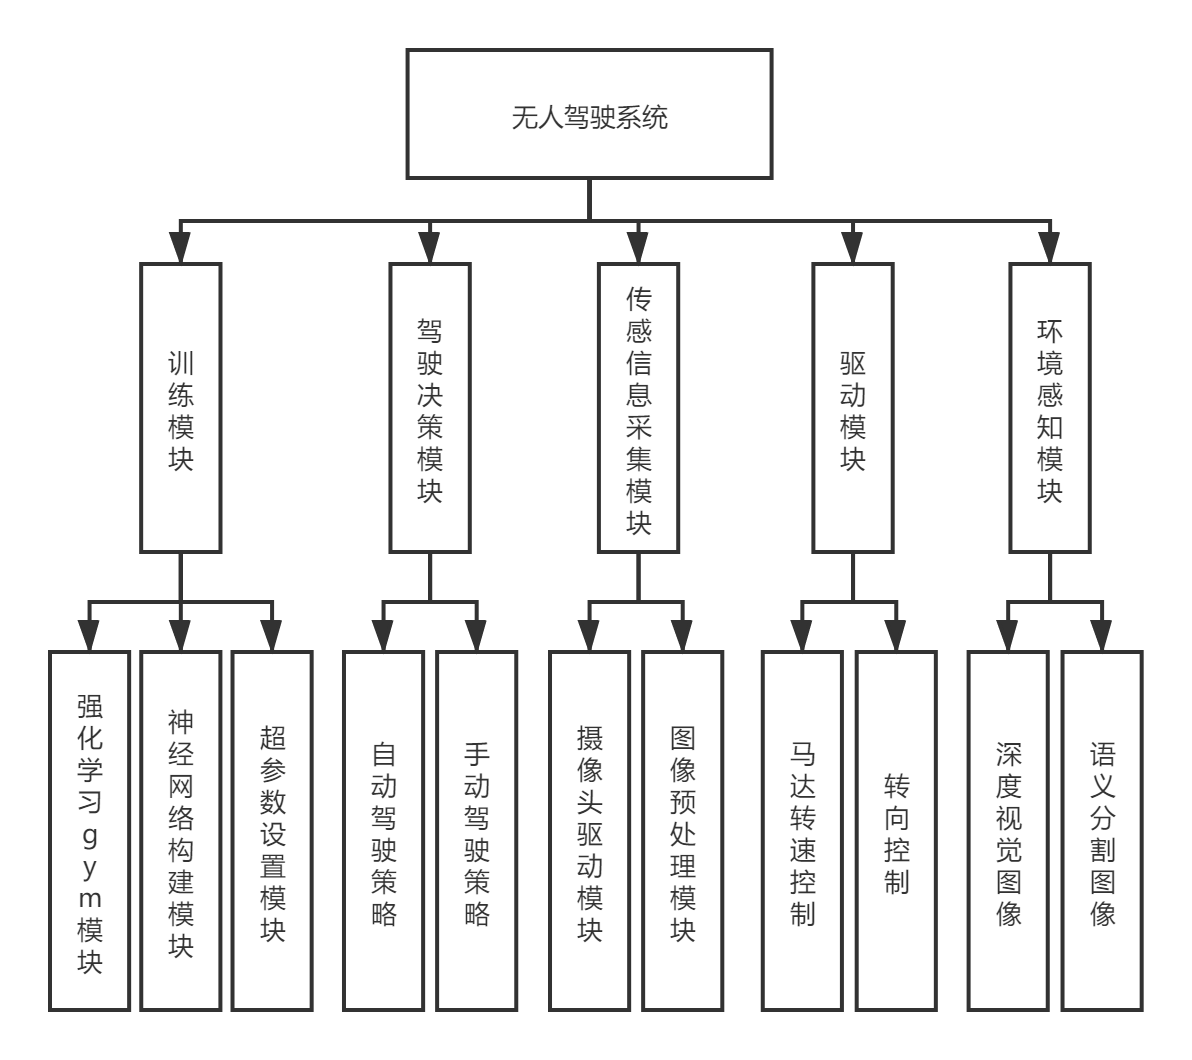 无人驾驶系统
训练模块
驾驶决策模块
传感信息采集模块
驱动模块
环境感知模块
强化学习gym模块
神经网络构建模块
超参数设置模块
自动驾驶策略
手动驾驶策略
摄像头驱动模块
图像预处理模块
马达转速控制
转向控制
深度视觉图像
语义分割图像